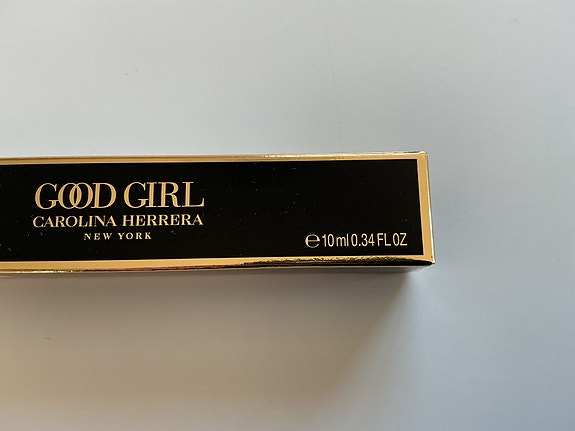 GOOD GIRL
CAROLINA HERRERA
NEW YORK
℮10ml 0.34 FL OZ